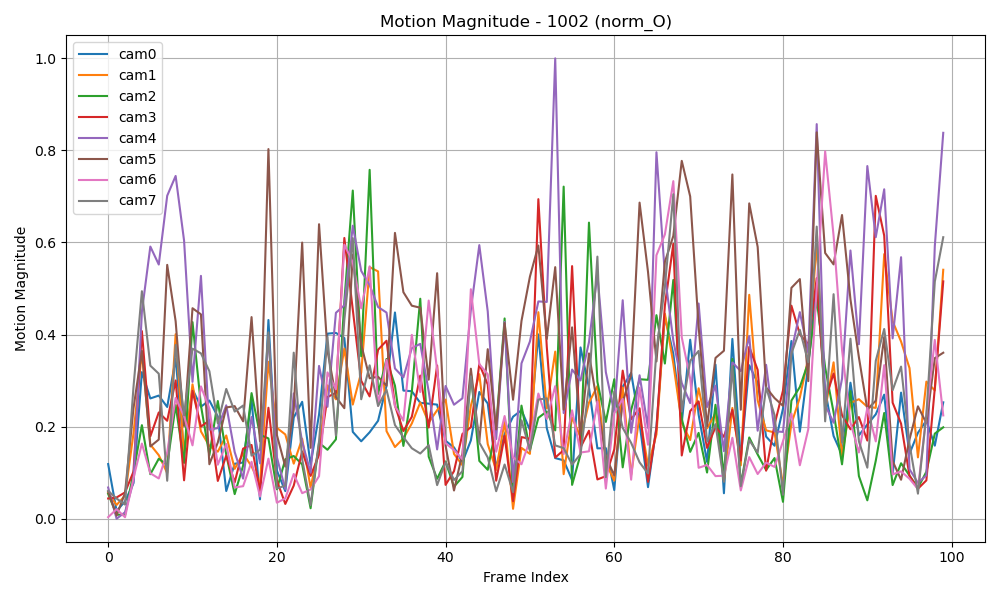 Motion Magnitude - 1002 (norm_O)
cam0
cam1
cam2
cam3
cam4
cam5
cam6
cam7
Motion Magnitude
1.0
0.8
0.6
0.4
0.2
0.0
0 20 40 60 80 100
Frame Index